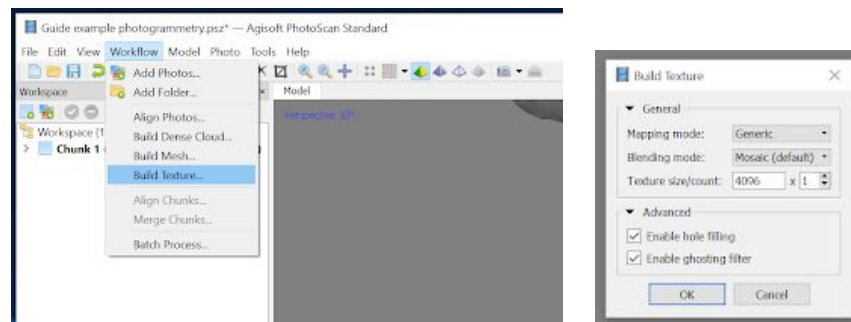 Guide example photogrammetry.psz* — Agisoft PhotoScan Standard
File Edit View Workflow Model Photo Tools Help
Workspace
Model
Add Photos...
Add Folder...
Perspective 30°
Workspace (1
Chunk 1
Align Photos...
Build Dense Cloud...
Build Mesh...
Build Texture...
Align Chunks...
Merge Chunks...
Batch Process...
Build Texture
General
Mapping mode: Generic
Blending mode: Mosaic (default)
Texture size/count: 4096 x 1
Advanced
Enable hole filling
Enable ghosting filter
OK Cancel